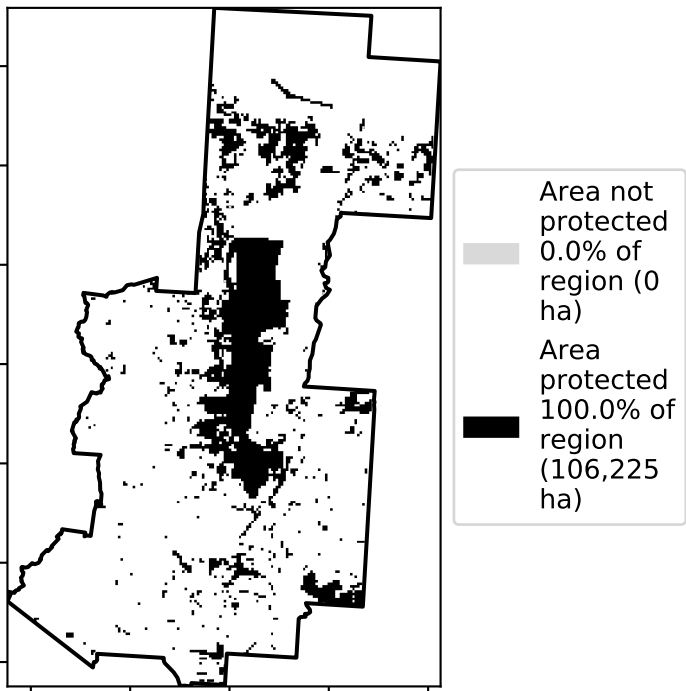 Area not
protected
0.0% of
region (0
ha)
Area
protected
100.0% of
region
(106,225
ha)